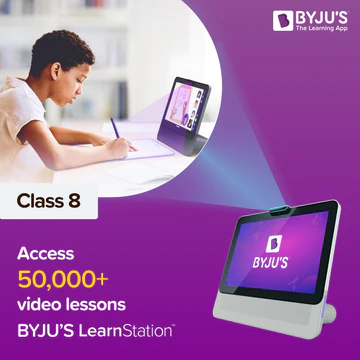 BYJU'S
The Learning App
Class 8
Access
50,000+
video lessons
BYJU'S LearnStation™
BYJU'S